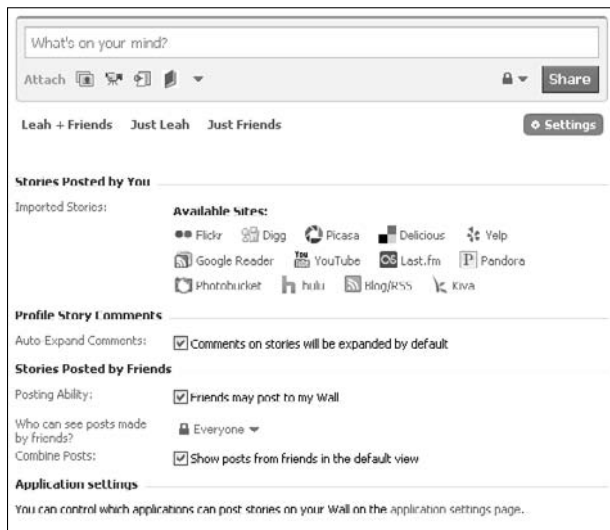 What's on your mind?
Attach Share
Leah + Friends Just Leah Just Friends Settings
Stories Posted by You
Imported Stories: Available Sites:
Flickr Digg Picasa Delicious Yelp
Google Reader You YouTube Last.fm P Pandora
Photobucket h hulu Blog/RSS Kiva
Profile Story Comments
Auto-Expand Comments: Comments on stories will be expanded by default
Stories Posted by Friends
Posting Ability: Friends may post to my Wall
Who can see posts made by friends? Everyone
Combine Posts: Show posts from friends in the default view
Application settings
You can control which applications can post stories on your Wall on the application settings page.